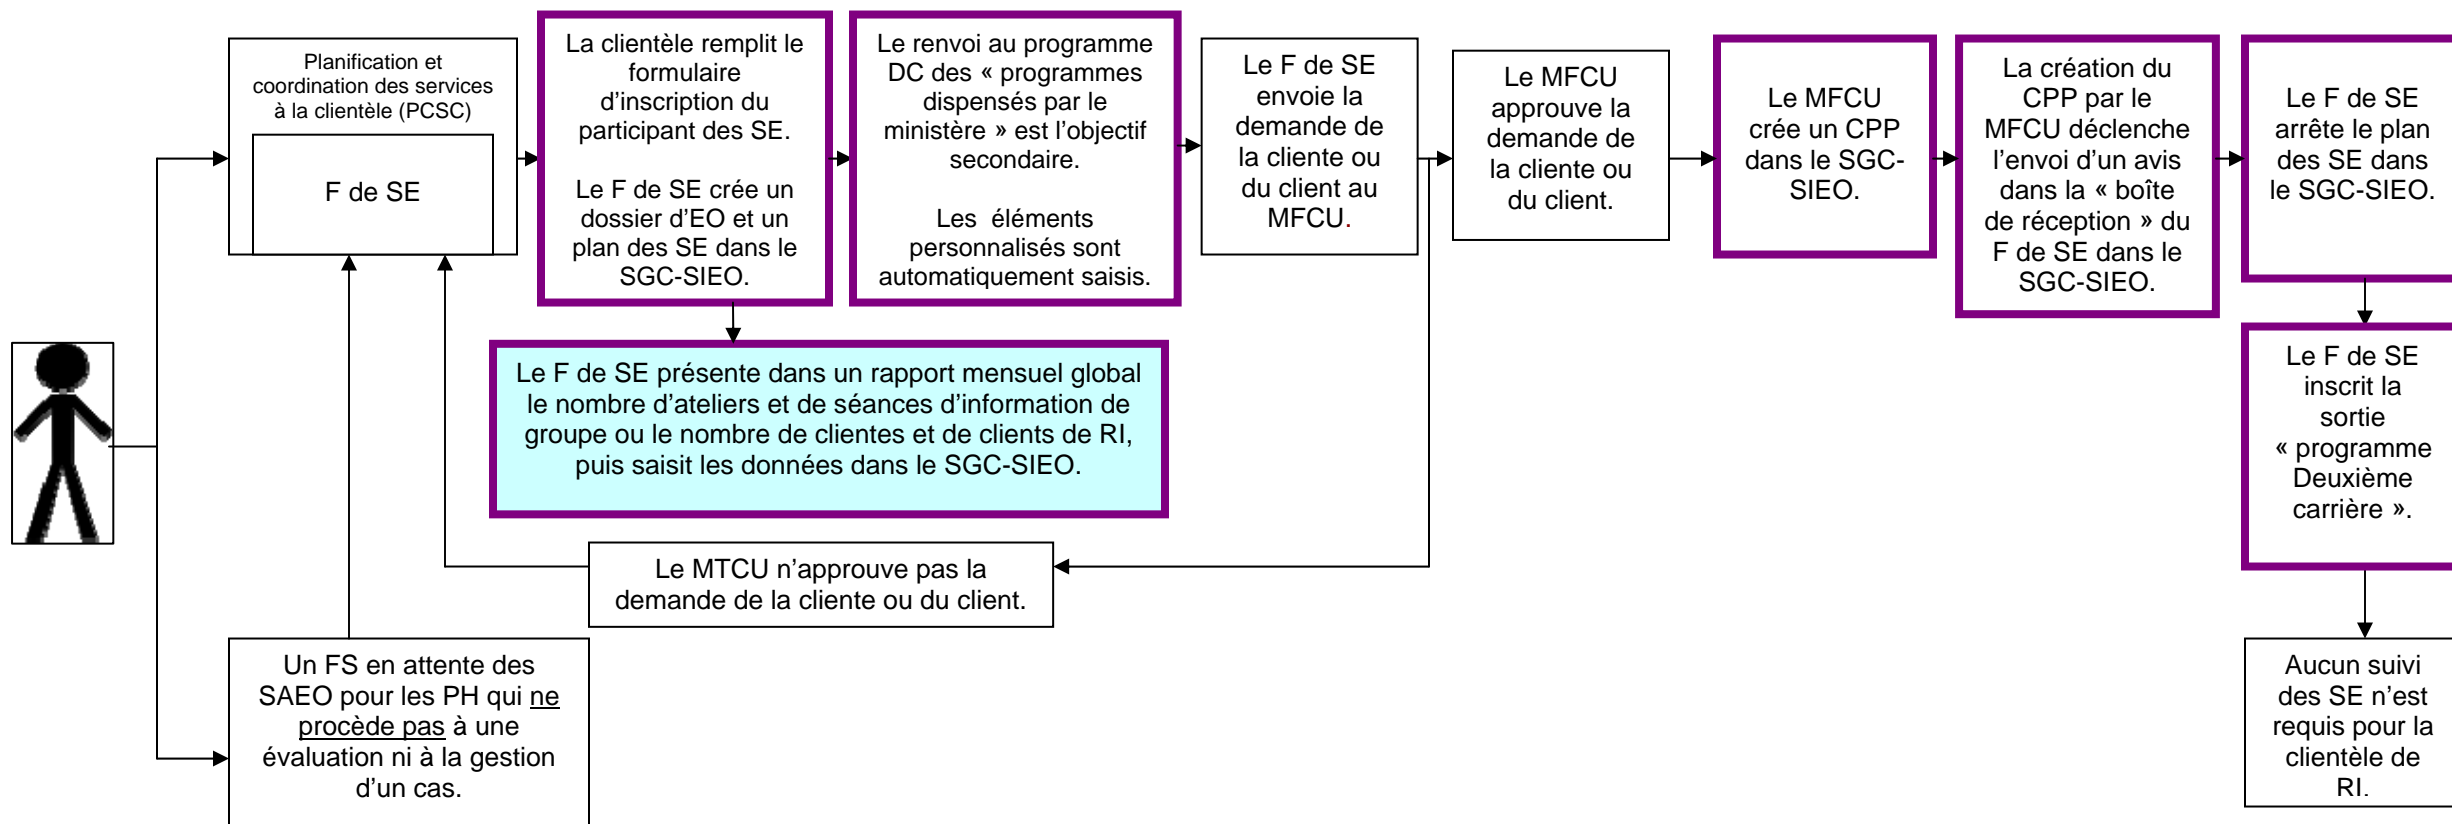 Planification et
coordination des services
à la clientèle (PCSC)
F de SE
La clientèle remplit le
formulaire
d’inscription du
participant des SE.
Le F de SE crée un
dossier d’EO et un
plan des SE dans le
SGC-SIEO.
Le renvoi au programme
DC des « programmes
dispensés par le
ministère » est l’objectif
secondaire.
Les éléments
personnalisés sont
automatiquement saisis.
Le F de SE
envoie la
demande de
la cliente ou
du client au
MFCU.
Le MFCU
approuve la
demande de
la cliente ou
du client.
Le MFCU
crée un CPP
dans le SGC-
SIEO.
La création du
CPP par le
MFCU déclenche
l’envoi d’un avis
dans la « boîte
de réception » du
F de SE dans le
SGC-SIEO.
Le F de SE
arrête le plan
des SE dans
le SGC-SIEO.
Le F de SE présente dans un rapport mensuel global
le nombre d’ateliers et de séances d’information de
groupe ou le nombre de clientes et de clients de RI,
puis saisit les données dans le SGC-SIEO.
Le F de SE
inscrit la
sortie
« programme
Deuxième
carrière ».
Le MTCU n’approuve pas la
demande de la cliente ou du client.
Un FS en attente des
SAEO pour les PH qui ne
procède pas à une
évaluation ni à la gestion
d’un cas.
Aucun suivi
des SE n’est
requis pour la
clientèle de
RI.